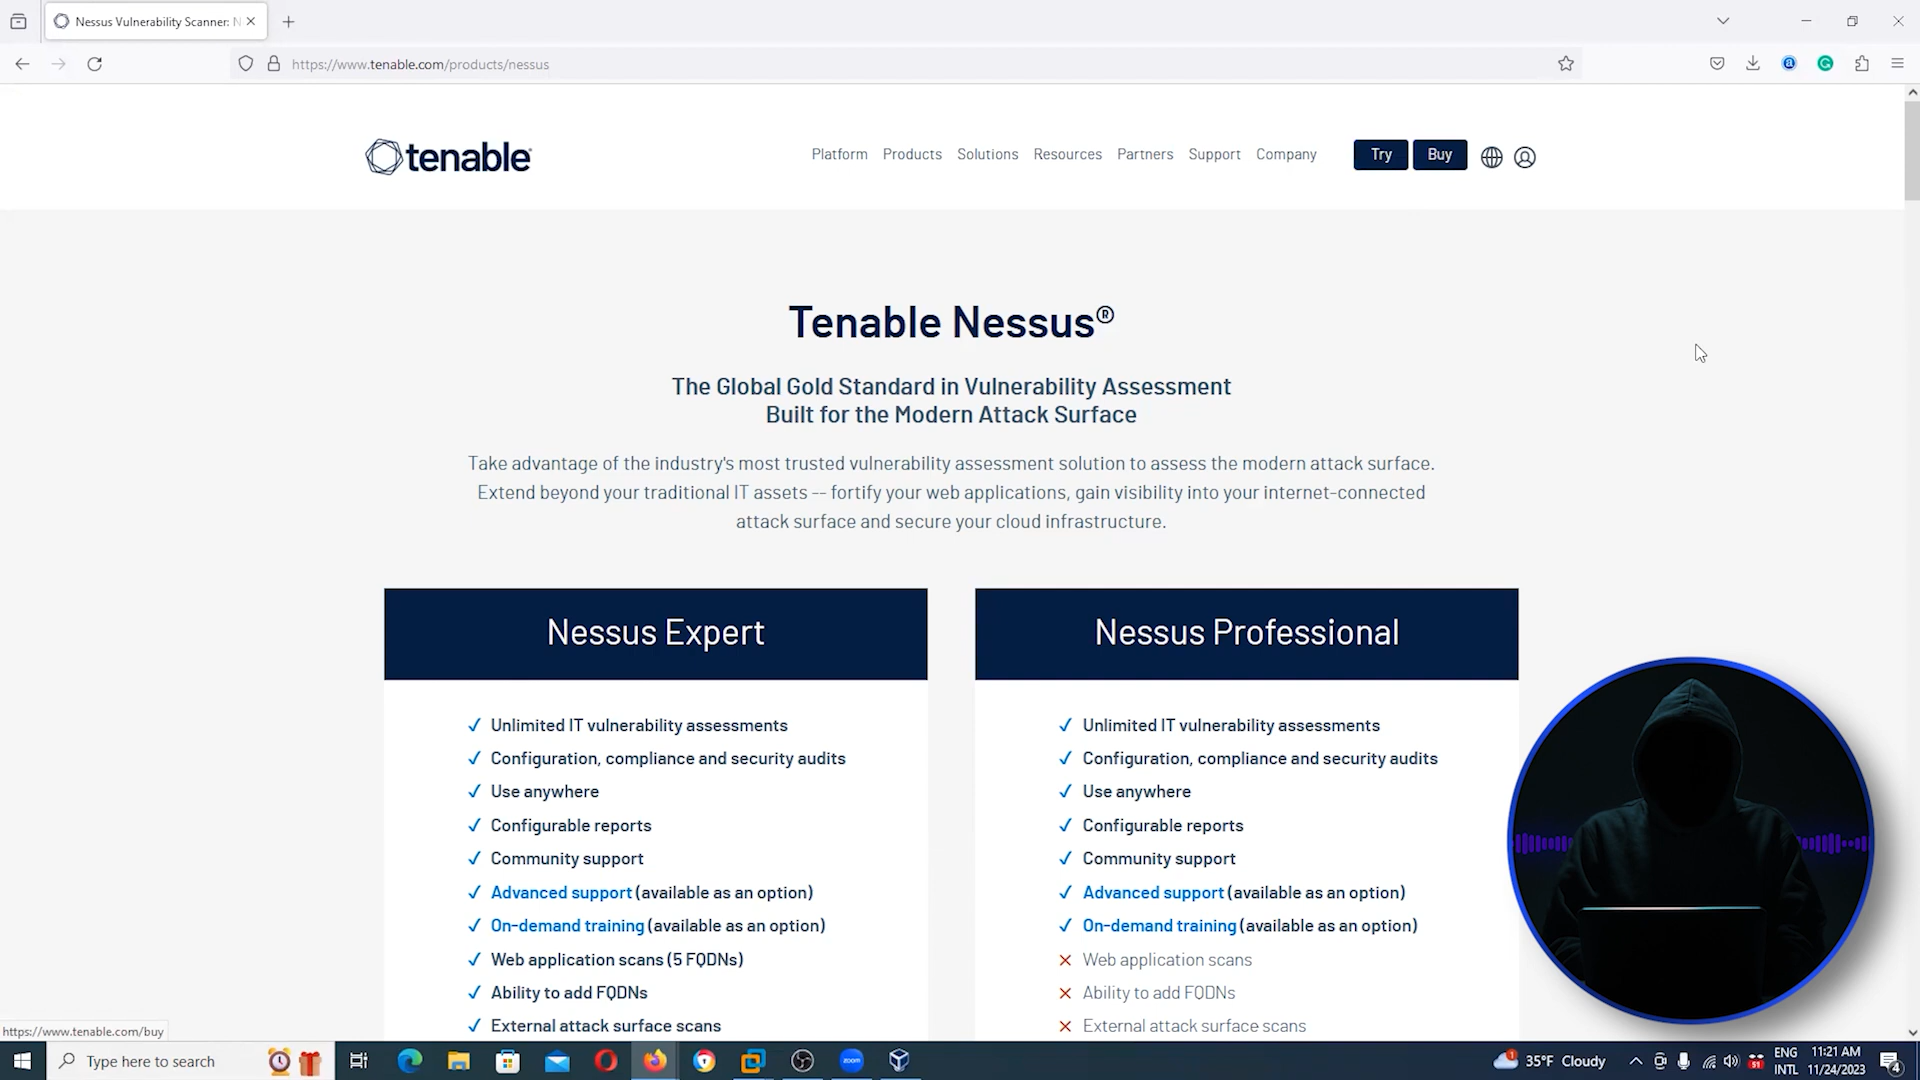 Nessus Vulnerability Scanner: N
https://www.tenable.com/products/nessus
tenable
Platform Products Solutions Resources Partners Support Company Try Buy
Tenable Nessus®
The Global Gold Standard in Vulnerability Assessment
Built for the Modern Attack Surface
Take advantage of the industry's most trusted vulnerability assessment solution to assess the modern attack surface.
Extend beyond your traditional IT assets -- fortify your web applications, gain visibility into your internet-connected
attack surface and secure your cloud infrastructure.
Nessus Expert
Unlimited IT vulnerability assessments
Configuration, compliance and security audits
Use anywhere
Configurable reports
Community support
Advanced support (available as an option)
On-demand training (available as an option)
Web application scans (5 FQDNs)
Ability to add FQDNs
External attack surface scans
Nessus Professional
Unlimited IT vulnerability assessments
Configuration, compliance and security audits
Use anywhere
Configurable reports
Community support
Advanced support (available as an option)
On-demand training (available as an option)
Web application scans
Ability to add FQDNs
External attack surface scans
https://www.tenable.com/buy
Type here to search
zoom
35°F Cloudy
ENG
INTL
11:21 AM
11/24/2023
4